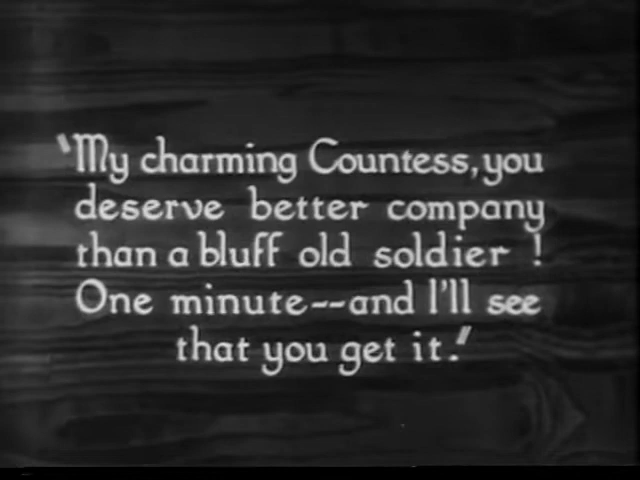 "My charming Countess, you
deserve better company
than a bluff old soldier !
One minute--and I'll see
that you get it."